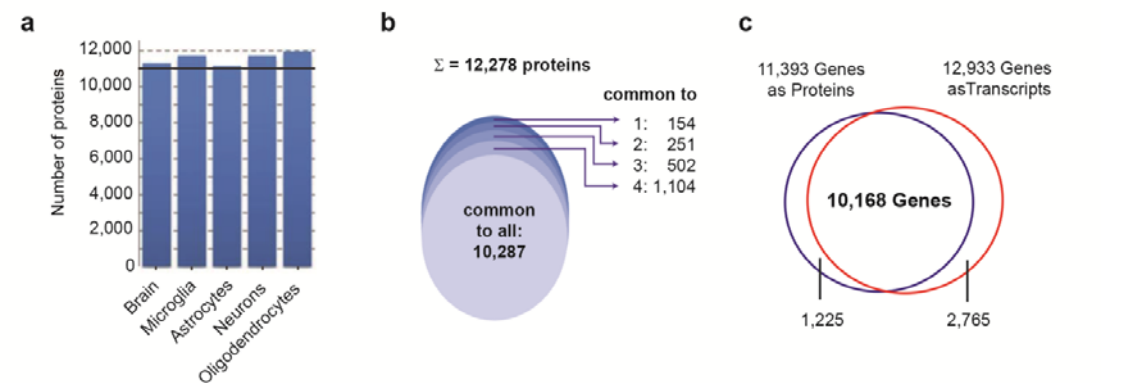 a
Number of proteins
12,000
10,000
8,000
6,000
4,000
2,000
0
Brain
Microglia
Astrocytes
Neurons
Oligodendrocytes
b
Σ = 12,278 proteins
common to
1: 154
2: 251
3: 502
4: 1,104
common
to all:
10,287
c
11,393 Genes
as Proteins
12,933 Genes
asTranscripts
10,168 Genes
1,225
2,765